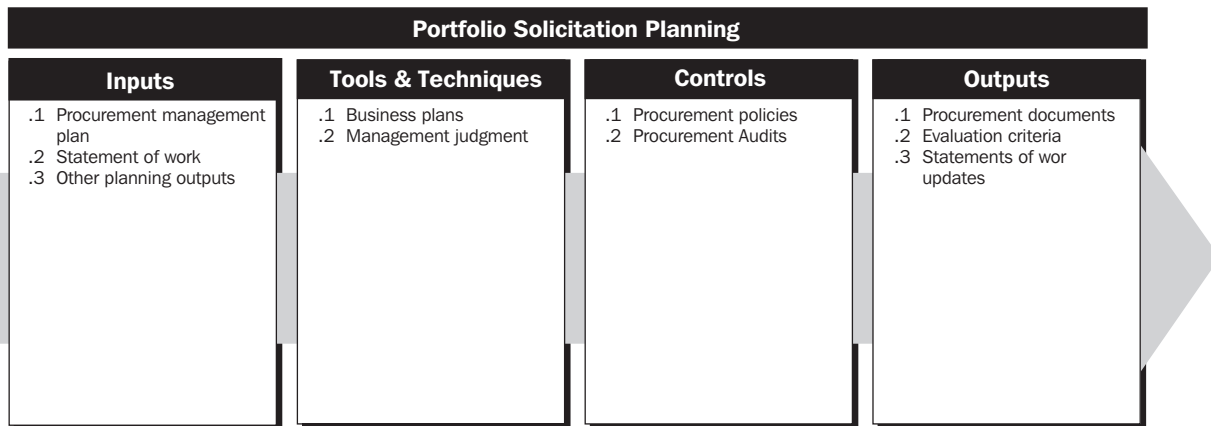 Portfolio Solicitation Planning
Inputs
.1 Procurement management
plan
.2 Statement of work
.3 Other planning outputs
Tools & Techniques
.1 Business plans
.2 Management judgment
Controls
.1 Procurement policies
.2 Procurement Audits
Outputs
.1 Procurement documents
.2 Evaluation criteria
.3 Statements of wor
updates